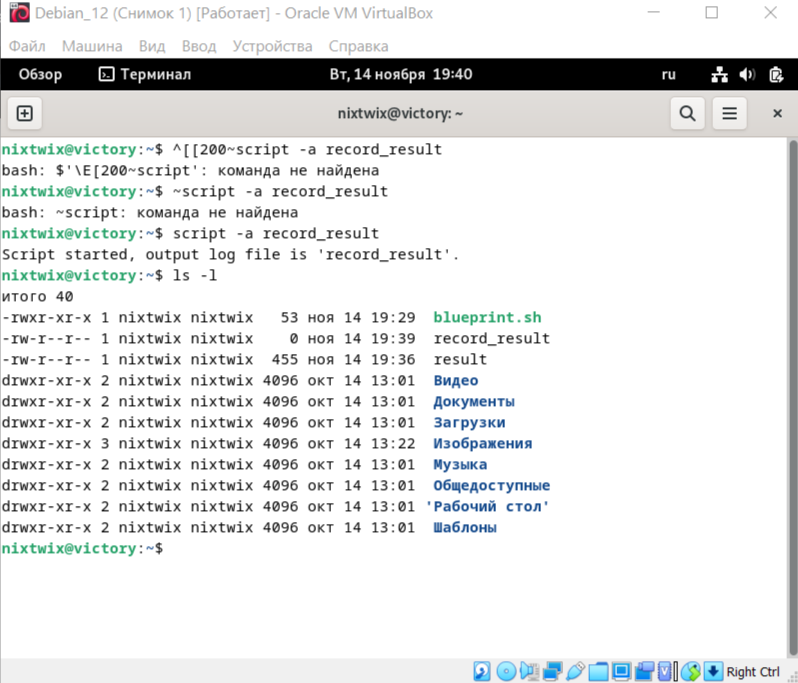 Debian_12 (Снимок 1) [Работает] - Oracle VM VirtualBox
Файл Машина Вид Ввод Устройства Справка
Обзор Терминал Вт, 14 ноября 19:40 ru
nixtwix@victory: ~
nixtwix@victory:~$ ^[[200~script -a record_result
bash: $'\E[200~script': команда не найдена
nixtwix@victory:~$ ~script -a record_result
bash: ~script: команда не найдена
nixtwix@victory:~$ script -a record_result
Script started, output log file is 'record_result'.
nixtwix@victory:~$ ls -l
итого 40
-rwxr-xr-x 1 nixtwix nixtwix   53 ноя 14 19:29  blueprint.sh
-rw-r--r-- 1 nixtwix nixtwix    0 ноя 14 19:39  record_result
-rw-r--r-- 1 nixtwix nixtwix  455 ноя 14 19:36  result
drwxr-xr-x 2 nixtwix nixtwix 4096 окт 14 13:01  Видео
drwxr-xr-x 2 nixtwix nixtwix 4096 окт 14 13:01  Документы
drwxr-xr-x 2 nixtwix nixtwix 4096 окт 14 13:01  Загрузки
drwxr-xr-x 3 nixtwix nixtwix 4096 окт 14 13:22  Изображения
drwxr-xr-x 2 nixtwix nixtwix 4096 окт 14 13:01  Музыка
drwxr-xr-x 2 nixtwix nixtwix 4096 окт 14 13:01  Общедоступные
drwxr-xr-x 2 nixtwix nixtwix 4096 окт 14 13:01 'Рабочий стол'
drwxr-xr-x 2 nixtwix nixtwix 4096 окт 14 13:01  Шаблоны
nixtwix@victory:~$
Right Ctrl